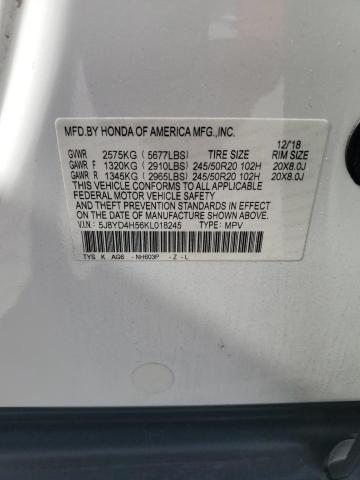 MFD.BY HONDA OF AMERICA MFG.,INC.
12/'18
GVWR 2575KG (5677LBS) TIRE SIZE RIM SIZE
GAWR F 1320KG (2910LBS) 245/50R20 102H 20X8.0J
GAWR R 1345KG (2965LBS) 245/50R20 102H 20X8.0J
THIS VEHICLE CONFORMS TO ALL APPLICABLE
FEDERAL MOTOR VEHICLE SAFETY
AND THEFT PREVENTION STANDARDS IN EFFECT ON
THE DATE OF MANUFACTURE SHOWN ABOVE.
V.I.N: 5J8YD4H56KL018245 TYPE: MPV
TYS K AG6 - NH603P - Z - L